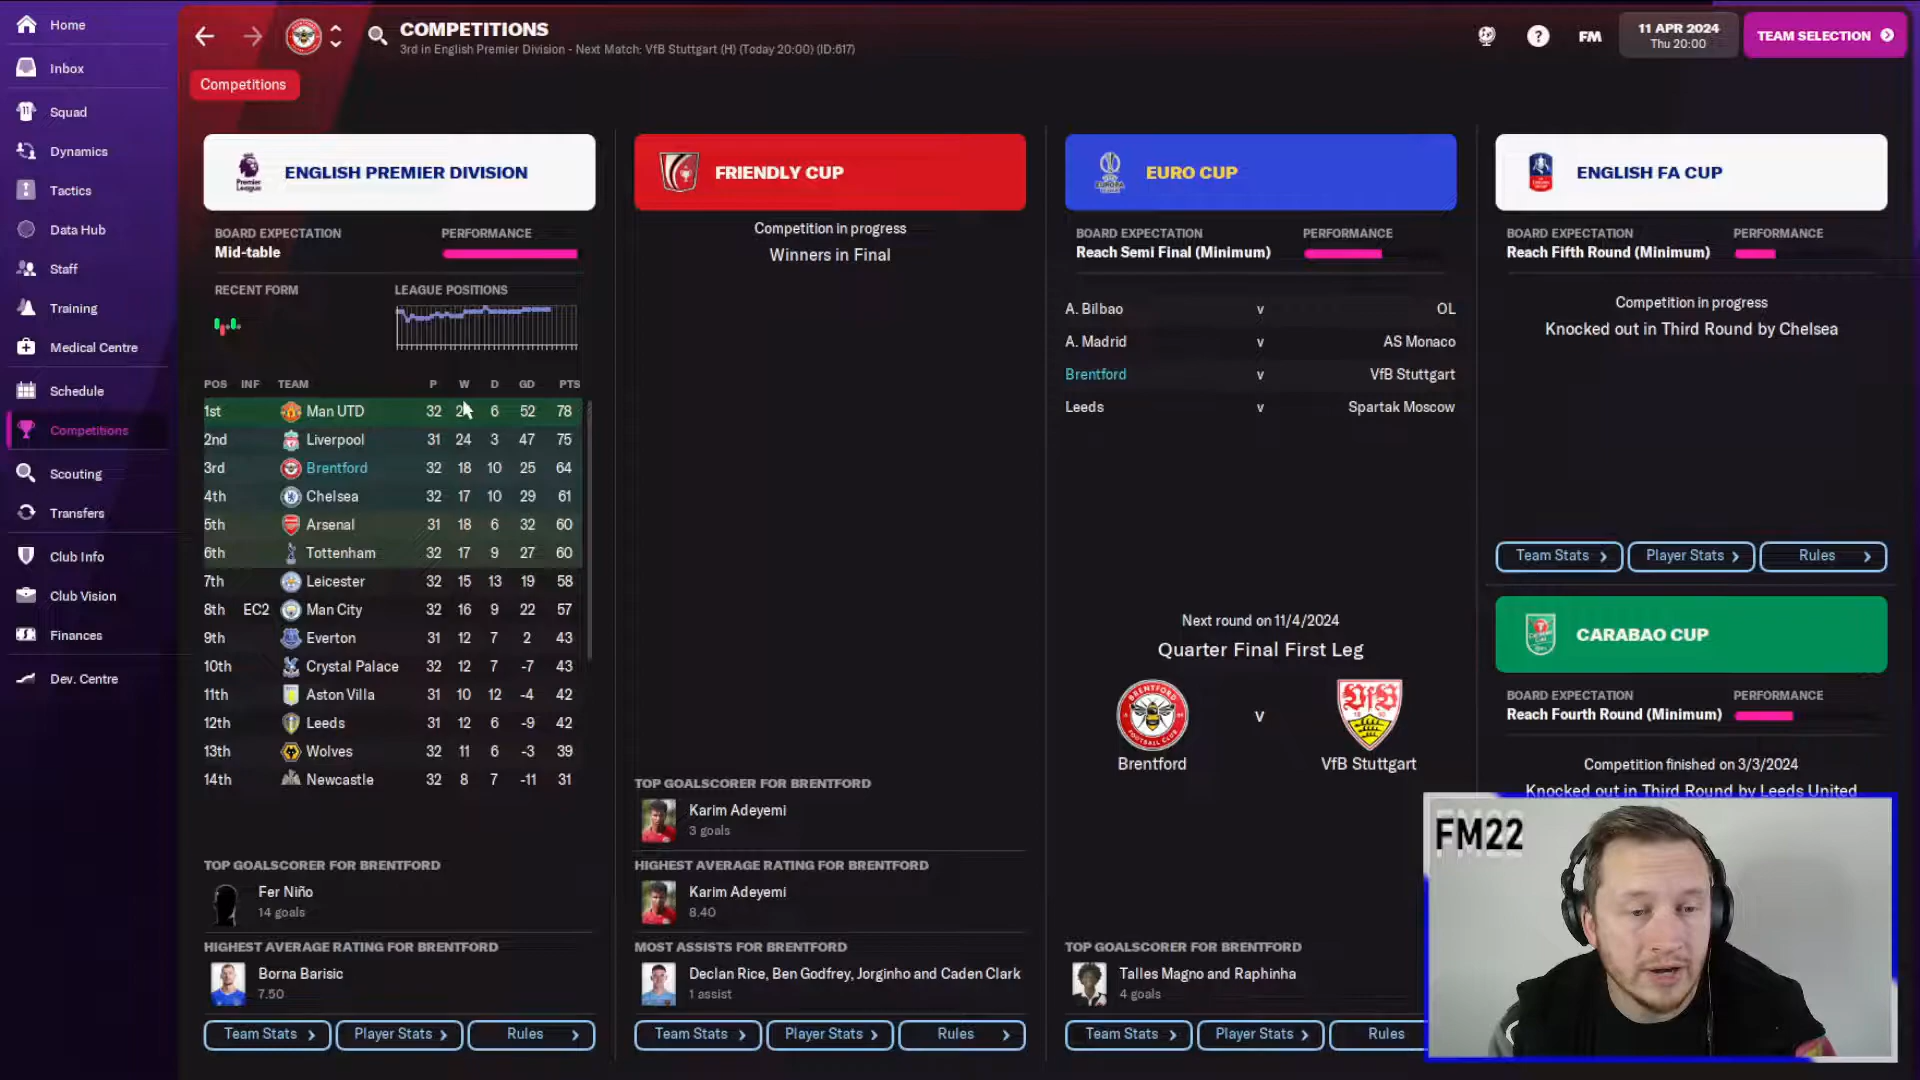 Home
Inbox
Squad
Dynamics
Tactics
Data Hub
Staff
Training
Medical Centre
Schedule
Competitions
Scouting
Transfers
Club Info
Club Vision
Finances
Dev. Centre
COMPETITIONS
3rd in English Premier Division - Next Match: VfB Stuttgart (H) (Today 20:00) (ID:617)
FM
11 APR 2024
Thu 20:00
TEAM SELECTION
Competitions
ENGLISH PREMIER DIVISION
BOARD EXPECTATION PERFORMANCE
Mid-table
RECENT FORM LEAGUE POSITIONS
POS INF TEAM P W D GD PTS
1st Man UTD 32 6 52 78
2nd Liverpool 31 24 3 47 75
3rd Brentford 32 18 10 25 64
4th Chelsea 32 17 10 29 61
5th Arsenal 31 18 6 32 60
6th Tottenham 32 17 9 27 60
7th Leicester 32 15 13 19 58
8th EC2 Man City 32 16 9 22 57
9th Everton 31 12 7 2 43
10th Crystal Palace 32 12 7 -7 43
11th Aston Villa 31 10 12 -4 42
12th Leeds 31 12 6 -9 42
13th Wolves 32 11 6 -3 39
14th Newcastle 32 8 7 -11 31
TOP GOALSCORER FOR BRENTFORD
Fer Niño
14 goals
HIGHEST AVERAGE RATING FOR BRENTFORD
Borna Barisic
7.50
Team Stats Player Stats Rules
FRIENDLY CUP
Competition in progress
Winners in Final
TOP GOALSCORER FOR BRENTFORD
Karim Adeyemi
3 goals
HIGHEST AVERAGE RATING FOR BRENTFORD
Karim Adeyemi
8.40
MOST ASSISTS FOR BRENTFORD
Declan Rice, Ben Godfrey, Jorginho and Caden Clark
1 assist
Team Stats Player Stats Rules
EURO CUP
BOARD EXPECTATION PERFORMANCE
Reach Semi Final (Minimum)
A. Bilbao v OL
A. Madrid v AS Monaco
Brentford v VfB Stuttgart
Leeds v Spartak Moscow
Next round on 11/4/2024
Quarter Final First Leg
v
Brentford VfB Stuttgart
TOP GOALSCORER FOR BRENTFORD
Talles Magno and Raphinha
4 goals
Team Stats Player Stats Rules
ENGLISH FA CUP
BOARD EXPECTATION PERFORMANCE
Reach Fifth Round (Minimum)
Competition in progress
Knocked out in Third Round by Chelsea
Team Stats Player Stats Rules
CARABAO CUP
BOARD EXPECTATION PERFORMANCE
Reach Fourth Round (Minimum)
Competition finished on 3/3/2024
Knocked out in Third Round by Leeds United
FM22